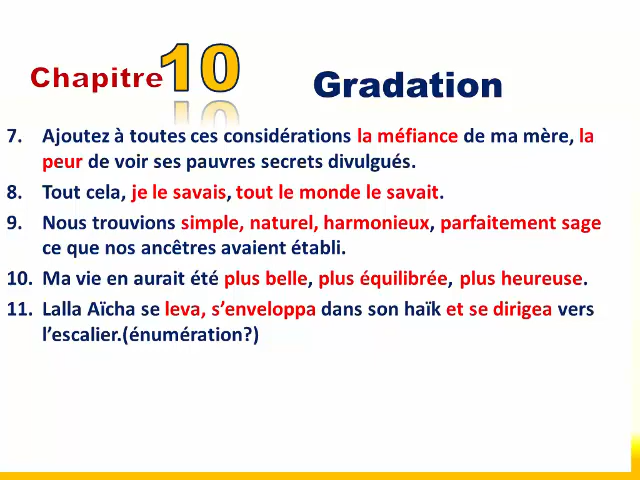 Chapitre 10 Gradation
7. Ajoutez à toutes ces considérations la méfiance de ma mère, la
peur de voir ses pauvres secrets divulgués.
8. Tout cela, je le savais, tout le monde le savait.
9. Nous trouvions simple, naturel, harmonieux, parfaitement sage
ce que nos ancêtres avaient établi.
10. Ma vie en aurait été plus belle, plus équilibrée, plus heureuse.
11. Lalla Aïcha se leva, s’enveloppa dans son haïk et se dirigea vers
l’escalier.(énumération?)